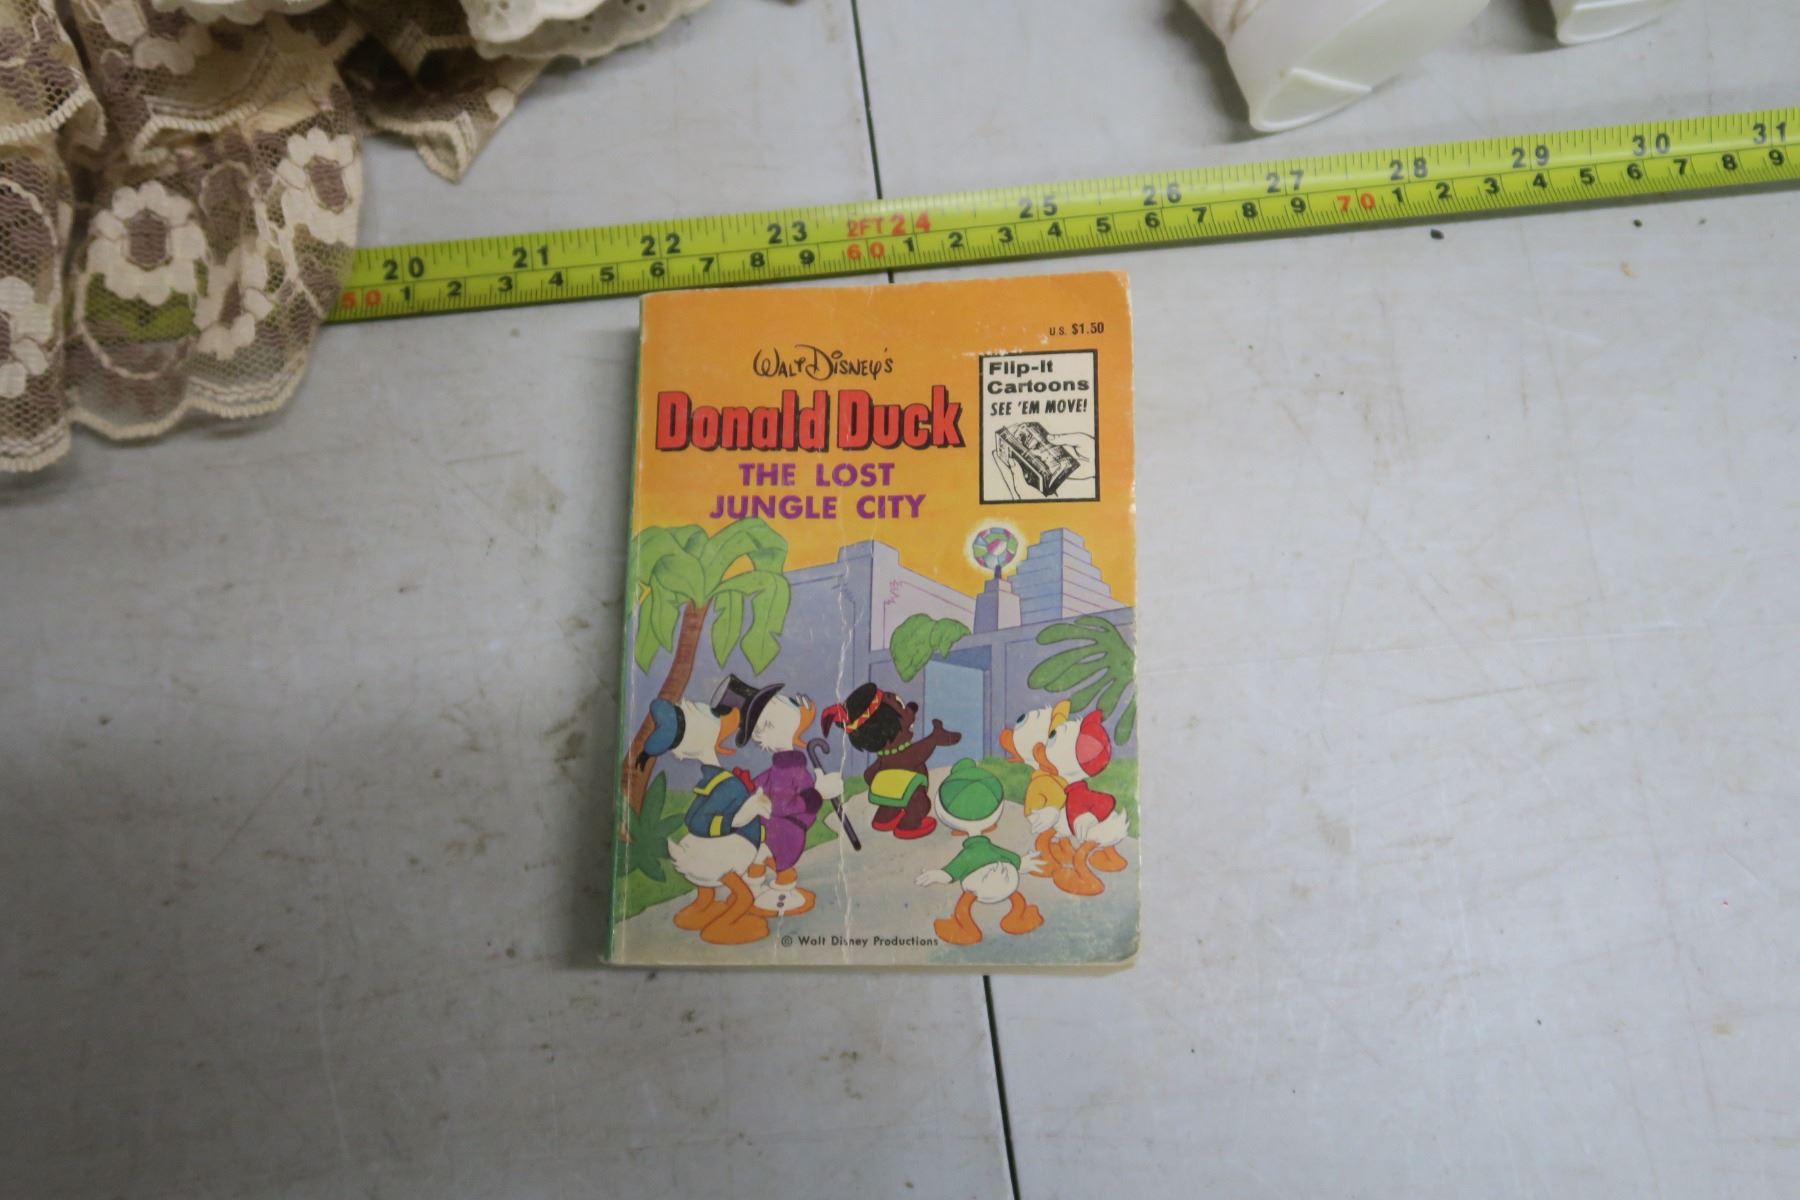 20 21 22 23 2FT 24 25 26 27 28 29 30 31
50 1 2 3 4 5 6 7 8 9 60 1 2 3 4 5 6 7 8 9 70 1 2 3 4 5 6 7 8 9
U.S. $1.50
WALT DISNEY'S
Donald Duck
THE LOST
JUNGLE CITY
Flip-It
Cartoons
SEE 'EM MOVE!
© Walt Disney Productions